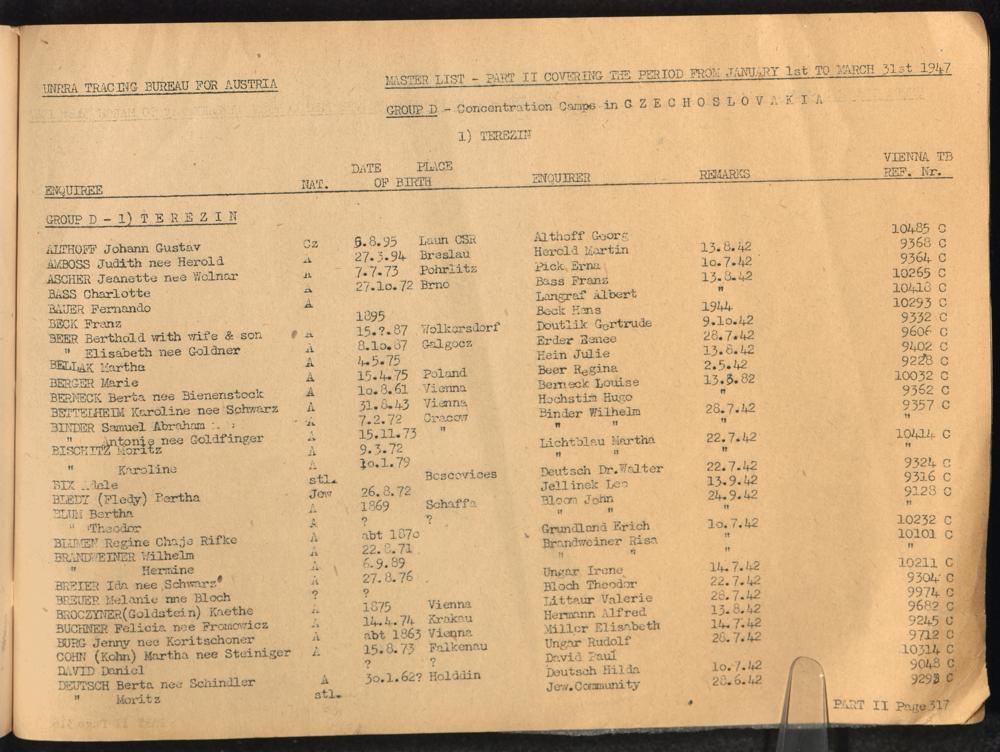 UNRRA TRACING BUREAU FOR AUSTRIA MASTER LIST - PART II COVERING THE PERIOD FROM JANUARY 1st TO MARCH 31st 1947
GROUP D - Concentration Camps in C Z E C H O S L O V A K I A
1) TEREZIN
DATE PLACE VIENNA TB
ENQUIREE NAT. OF BIRTH ENQUIRER REMARKS REF. Nr.
GROUP D - 1) T E R E Z I N
ALTHOFF Johann Gustav Cz 6.8.95 Laun CSR Althoff Georg 10485 C
AMBOSS Judith nee Herold A 27.3.94 Breslau Herold Martin 13.8.42 9368 C
ASCHER Jeanette nee Wolnar A 7.7.73 Pohrlitz Pick Erna 10.7.42 9364 C
BASS Charlotte A 27.10.72 Brno Bass Franz 13.8.42 10265 C
BAUER Fernando A Langraf Albert " 10418 C
BECK Franz 1895 Beck Hans 1944 10293 C
BEER Berthold with wife & son A 15.?.87 Wolkersdorf Doutlik Gertrude 9.10.42 9332 C
" Elisabeth nee Goldner A 8.10.87 Galgocz Erder Renee 28.7.42 9606 C
BELLAK Martha A 4.5.75 Hein Julie 13.8.42 9402 C
BERGER Marie A 15.4.75 Poland Beer Regina 2.5.42 9228 C
BERNECK Berta nee Bienenstock A 10.8.61 Vienna Berneck Louise 13.8.82 10032 C
BETTELHEIM Karoline nee Schwarz A 31.8.43 Vienna Hochstim Hugo " 9362 C
BINDER Samuel Abraham A 7.2.72 Cracow Binder Wilhelm 28.7.42 9357 C
" Antonie nee Goldfinger A 15.11.73 " " " " "
BISCHITZ Moritz A 9.3.72 Lichtblau Martha 22.7.42 10414 C
" Karoline A 10.1.79 " "
BIX Adele stl. Boscovices Deutsch Dr.Walter 22.7.42 9324 C
BLEDY (Fledy) Bertha Jew 26.8.72 Jellinek Leo 13.9.42 9316 C
BLUM Bertha A 1869 Schaffa Bloom John 24.9.42 9128 C
" Theodor A ? ? " " "
BLUMEN Regine Chaje Rifke A abt 1870 Grundland Erich 10.7.42 10232 C
BRANDWEINER Wilhelm A 22.8.71 Brandweiner Risa " 10101 C
" Hermine A 6.9.89 " " " "
BREIER Ida nee Schwarz A 27.8.76 Ungar Irene 14.7.42 10211 C
BREUER Melanie nne Bloch ? ? Bloch Theodor 22.7.42 9304 C
BROCZYNER(Goldstein) Kaethe A 1875 Vienna Littaur Valerie 28.7.42 9974 C
BUCHNER Felicia nee Fromowicz A 14.4.74 Krakau Hermann Alfred 13.8.42 9682 C
BURG Jenny nee Koritschoner A abt 1863 Vienna Miller Elisabeth 14.7.42 9245 C
COHN (Kohn) Martha nee Steiniger A 15.8.73 Falkenau Ungar Rudolf 28.7.42 9712 C
DAVID Daniel ? ? David Paul 10314 C
DEUTSCH Berta nee Schindler A 30.1.62? Holddin Deutsch Hilda 10.7.42 9048 C
" Moritz stl. Jew.Community 28.6.42 9293 C
PART II Page 317